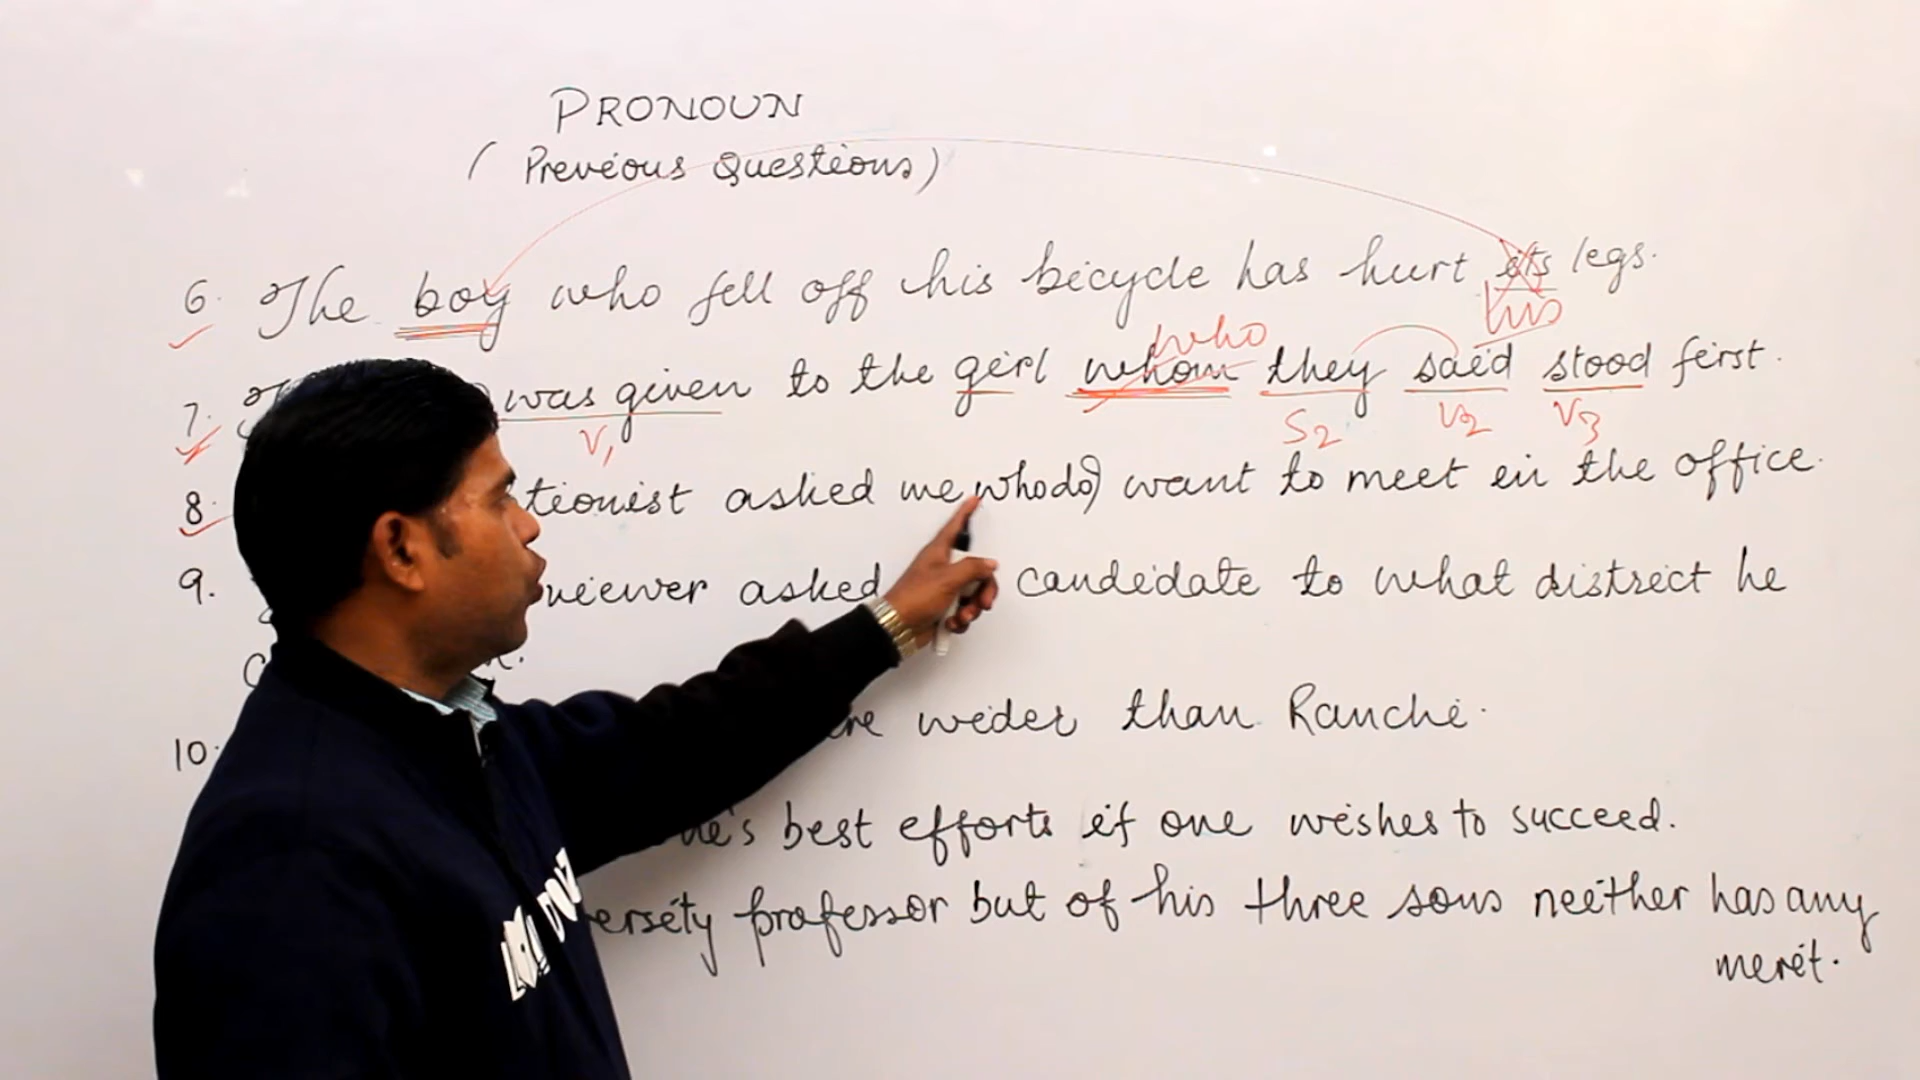 PRONOUN
(Previous Questions)
6. The boy who fell off his bicycle has hurt its legs.
his
who
7. was given to the girl whom they said stood first.
V1 S2 V2 V3
8. tionist asked me who do I want to meet in the office.
9. viewer asked candidate to what district he
10. wider than Ranchi.
best efforts if one wishes to succeed.
ersity professor but of his three sons neither has any
merit.